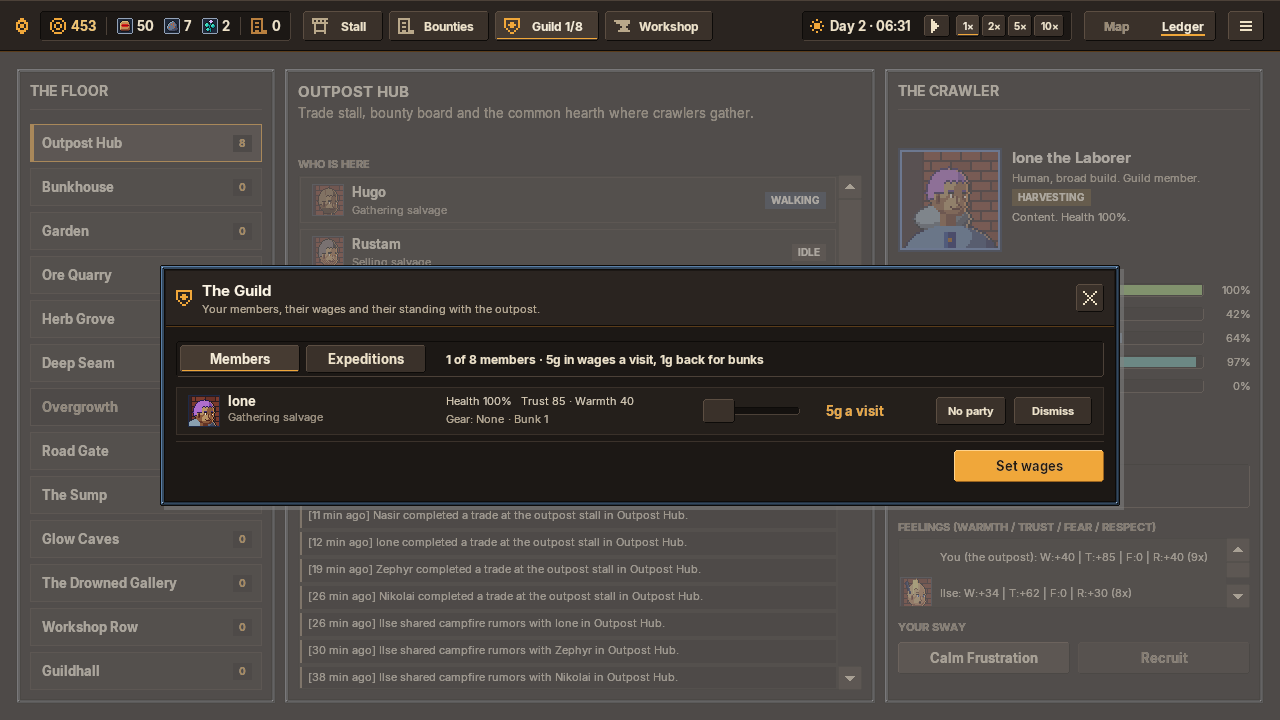 453 50 7 2 0 Stall Bounties Guild 1/8 Workshop Day 2 · 06:31 1x 2x 5x 10x Map Ledger
THE FLOOR
Outpost Hub 8
Bunkhouse 0
Garden 0
Ore Quarry
Herb Grove
Deep Seam
Overgrowth
Road Gate
The Sump
Glow Caves 0
The Drowned Gallery 0
Workshop Row 0
Guildhall 0
OUTPOST HUB
Trade stall, bounty board and the common hearth where crawlers gather.
WHO IS HERE
Hugo
Gathering salvage
WALKING
Rustam
Selling salvage
IDLE
The Guild
Your members, their wages and their standing with the outpost.
Members Expeditions 1 of 8 members · 5g in wages a visit, 1g back for bunks
Ione
Gathering salvage
Health 100% Trust 85 · Warmth 40
Gear: None · Bunk 1
5g a visit No party Dismiss
Set wages
[11 min ago] Nasir completed a trade at the outpost stall in Outpost Hub.
[12 min ago] Ione completed a trade at the outpost stall in Outpost Hub.
[19 min ago] Zephyr completed a trade at the outpost stall in Outpost Hub.
[26 min ago] Nikolai completed a trade at the outpost stall in Outpost Hub.
[26 min ago] Ilse shared campfire rumors with Ione in Outpost Hub.
[30 min ago] Ilse shared campfire rumors with Zephyr in Outpost Hub.
[38 min ago] Ilse shared campfire rumors with Nikolai in Outpost Hub.
THE CRAWLER
Ione the Laborer
Human, broad build. Guild member.
HARVESTING
Content. Health 100%.
100%
42%
64%
97%
0%
FEELINGS (WARMTH / TRUST / FEAR / RESPECT)
You (the outpost): W:+40 | T:+85 | F:0 | R:+40 (9x)
Ilse: W:+34 | T:+62 | F:0 | R:+30 (8x)
YOUR SWAY
Calm Frustration Recruit